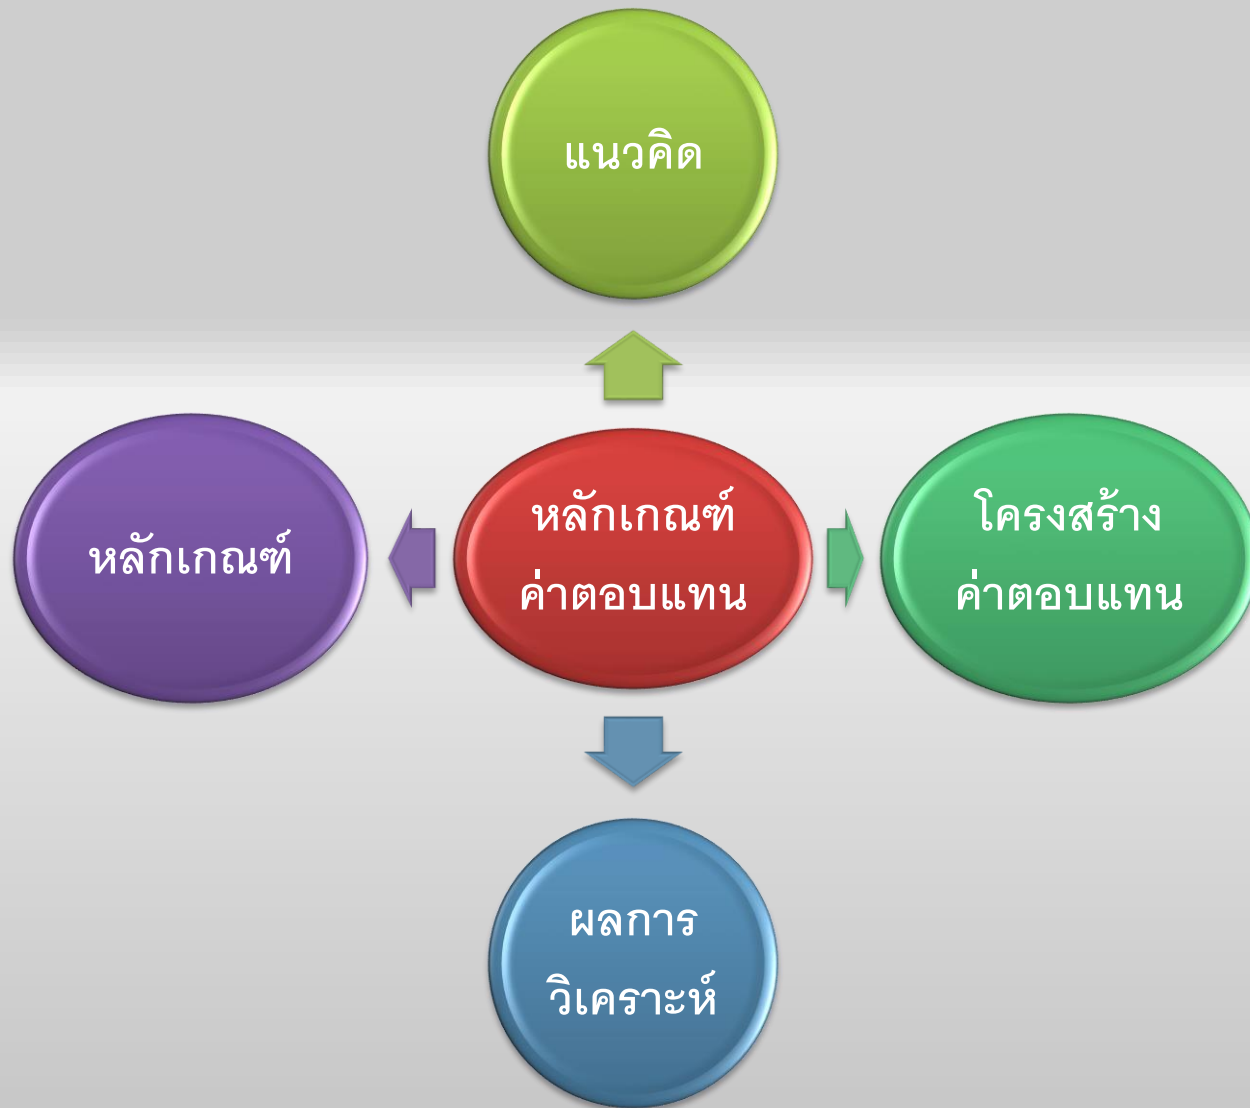 แนวคิด
หลักเกณฑ์
หลักเกณฑ์
ค่าตอบแทน
โครงสร้าง
ค่าตอบแทน
ผลการ
วิเคราะห์